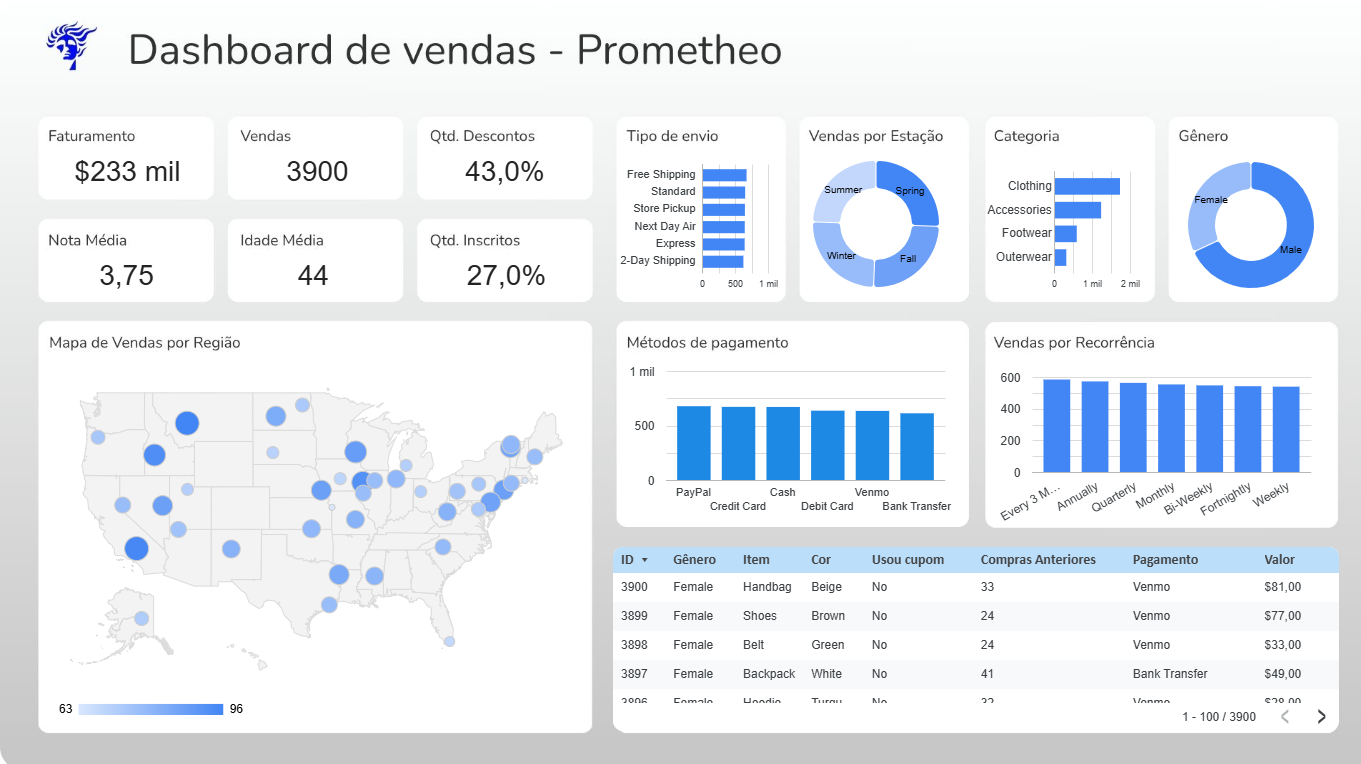 Dashboard de vendas - Prometheo
Faturamento
$233 mil
Vendas
3900
Qtd. Descontos
43,0%
Nota Média
3,75
Idade Média
44
Qtd. Inscritos
27,0%
Tipo de envio
Free Shipping
Standard
Store Pickup
Next Day Air
Express
2-Day Shipping
0 500 1 mil
Vendas por Estação
Summer Spring
Winter Fall
Categoria
Clothing
Accessories
Footwear
Outerwear
0 1 mil 2 mil
Gênero
Female
Male
Mapa de Vendas por Região
63 96
Métodos de pagamento
1 mil
500
0
PayPal Cash Venmo
Credit Card Debit Card Bank Transfer
Vendas por Recorrência
600
400
200
0
Every 3 M... Annually Quarterly Monthly Bi-Weekly Fortnightly Weekly
ID Gênero Item Cor Usou cupom Compras Anteriores Pagamento Valor
3900 Female Handbag Beige No 33 Venmo $81,00
3899 Female Shoes Brown No 24 Venmo $77,00
3898 Female Belt Green No 24 Venmo $33,00
3897 Female Backpack White No 41 Bank Transfer $49,00
3896 Female Hoodie Turqu No 32 Venmo $28,00
1 - 100 / 3900